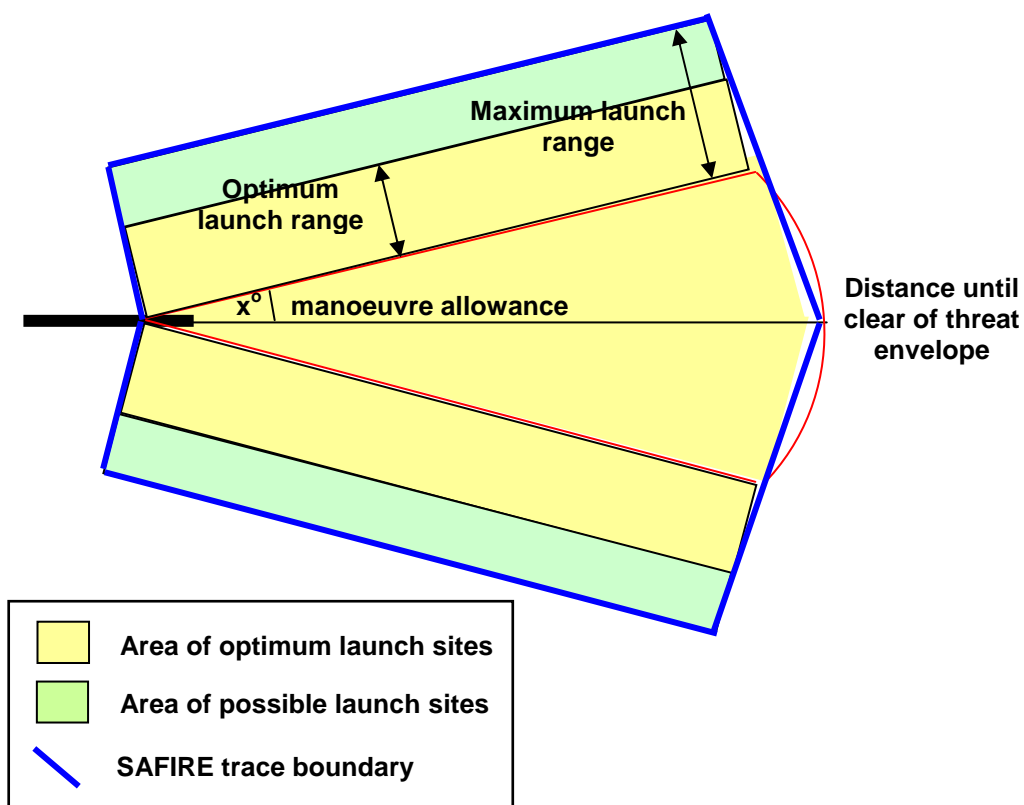 Maximum launch
range
Optimum
launch range
xº manoeuvre allowance
Distance until
clear of threat
envelope
Area of optimum launch sites
Area of possible launch sites
SAFIRE trace boundary